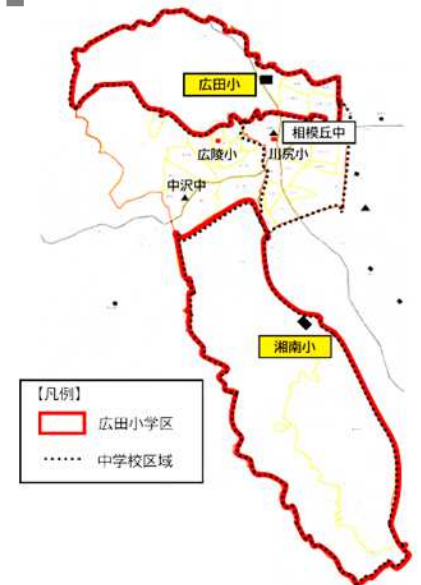 広田小
相模丘中
広陵小
川尻小
中沢中
湘南小
【凡例】
広田小学区
中学校区域